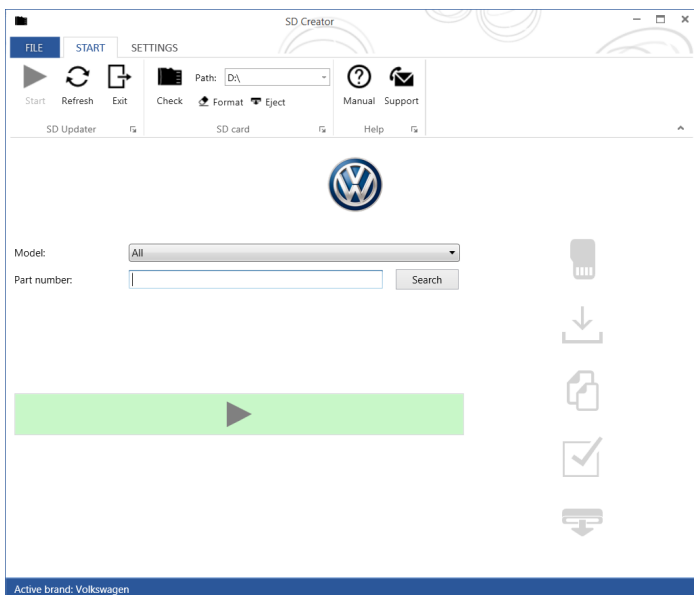 SD Creator
FILE START SETTINGS
Path: D:\
Start Refresh Exit Check Format Eject Manual Support
SD Updater SD card Help
Model: All
Part number: Search
Active brand: Volkswagen